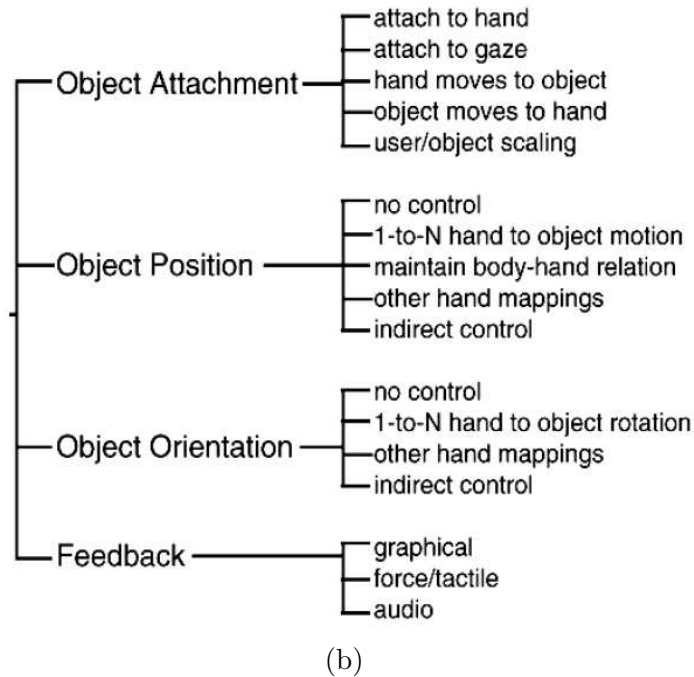 attach to hand
attach to gaze
Object Attachment
hand moves to object
object moves to hand
user/object scaling
no control
1-to-N hand to object motion
Object Position
maintain body-hand relation
other hand mappings
indirect control
no control
1-to-N hand to object rotation
Object Orientation
other hand mappings
indirect control
Feedback
graphical
force/tactile
audio
(b)